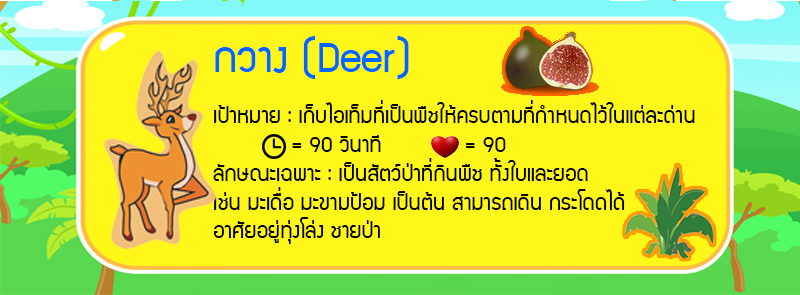 กวาง (Deer)
เป้าหมาย : เก็บไอเท็มที่เป็นพืชให้ครบตามที่กำหนดไว้ในแต่ละด่าน
= 90 วินาที = 90
ลักษณะเฉพาะ : เป็นสัตว์ป่าที่กินพืช ทั้งใบและยอด
เช่น มะเดื่อ มะขามป้อม เป็นต้น สามารถเดิน กระโดดได้
อาศัยอยู่ทุ่งโล่ง ชายป่า